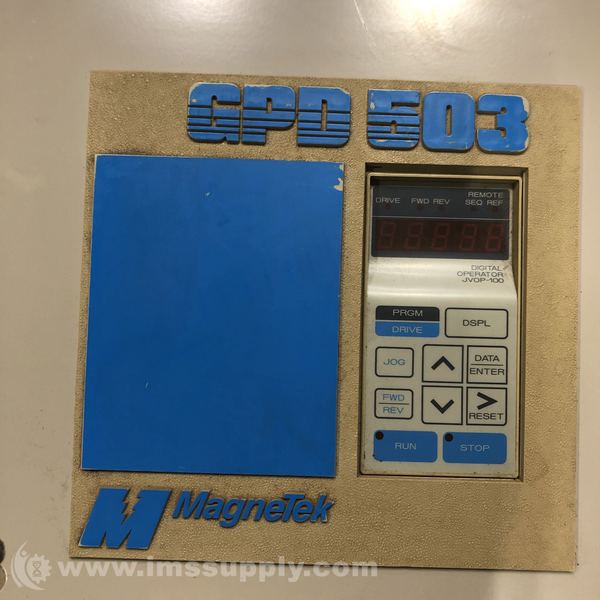 GPD 503
REMOTE
DRIVE FWD REV SEQ REF
DIGITAL
OPERATOR
JVOP-100
PRGM
DRIVE
DSPL
JOG
DATA
ENTER
FWD
REV
RESET
RUN
STOP
MagneTek
www.imssupply.com